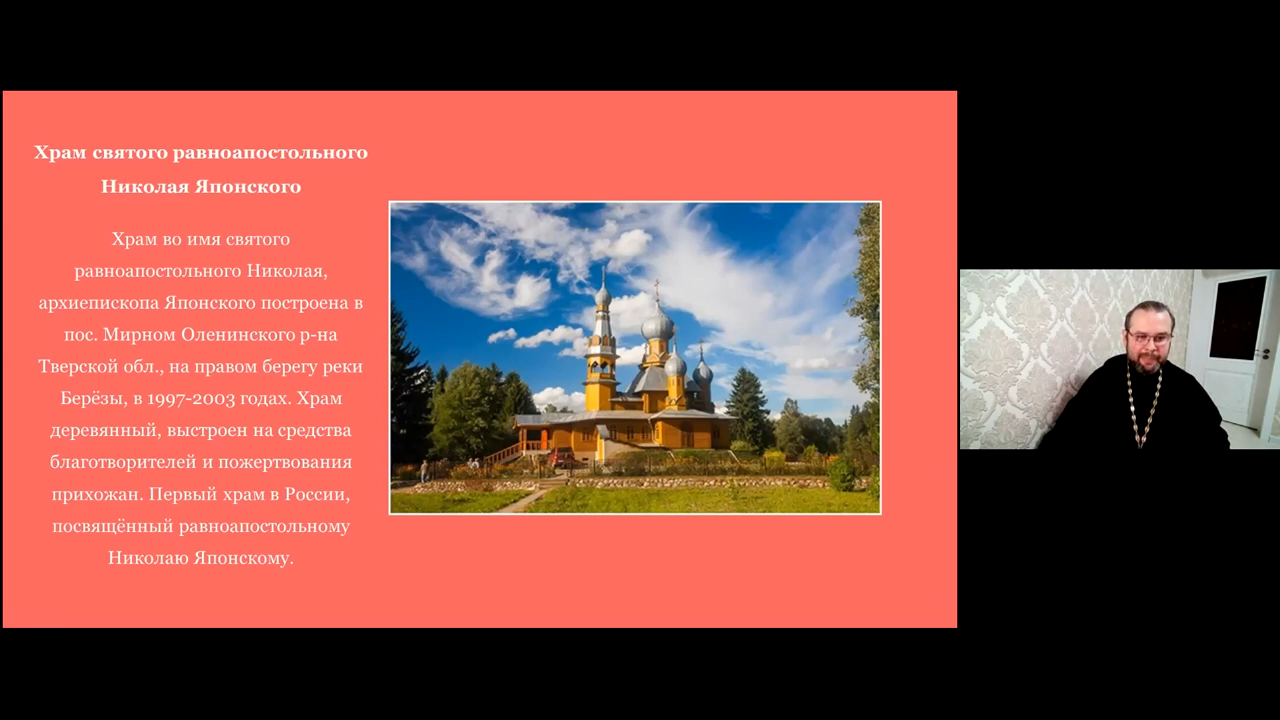 Храм святого равноапостольного
Николая Японского
Храм во имя святого
равноапостольного Николая,
архиепископа Японского построена в
пос. Мирном Оленинского р-на
Тверской обл., на правом берегу реки
Берёзы, в 1997-2003 годах. Храм
деревянный, выстроен на средства
благотворителей и пожертвования
прихожан. Первый храм в России,
посвящённый равноапостольному
Николаю Японскому.